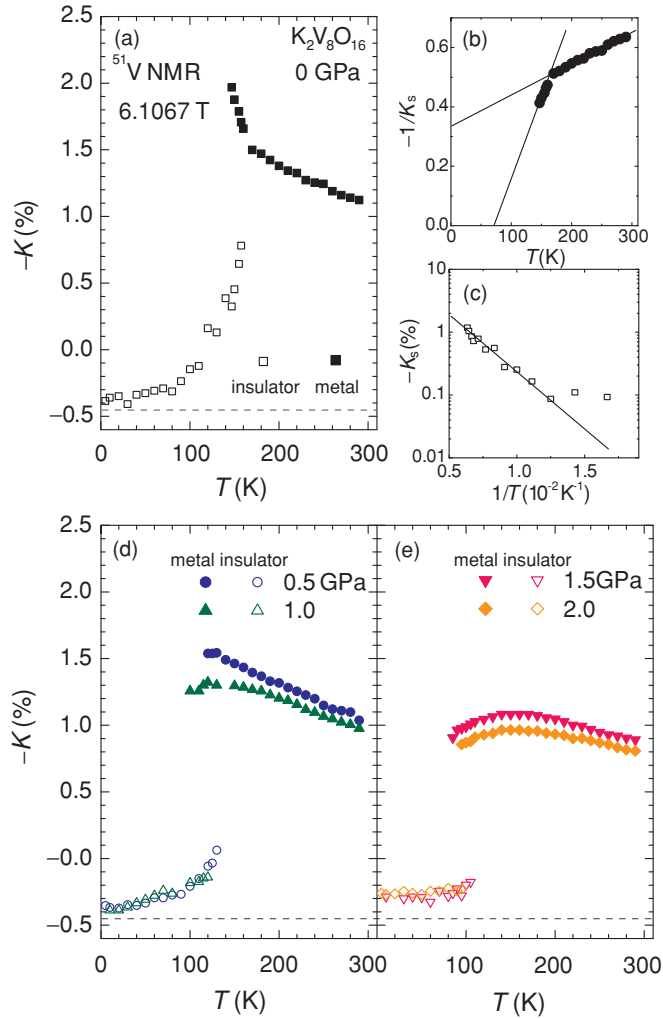 (a)
K2V8O16
51V NMR
0 GPa
6.1067 T
2.5
2.0
1.5
1.0
0.5
−0.0
−0.5
−K (%)
insulator
metal
0
100
200
300
T (K)
(b)
0.6
0.4
0.2
0.0
−1/Ks
0
100
200
300
T(K)
(c)
10
1
0.1
0.01
−Ks(%)
0.5
1.0
1.5
1/T(10-2K-1)
(d)
metal insulator
0.5 GPa
1.0
2.5
2.0
1.5
1.0
0.5
−0.0
−0.5
−K (%)
0
100
200
300
T (K)
(e)
metal insulator
1.5GPa
2.0
100
200
300
T (K)